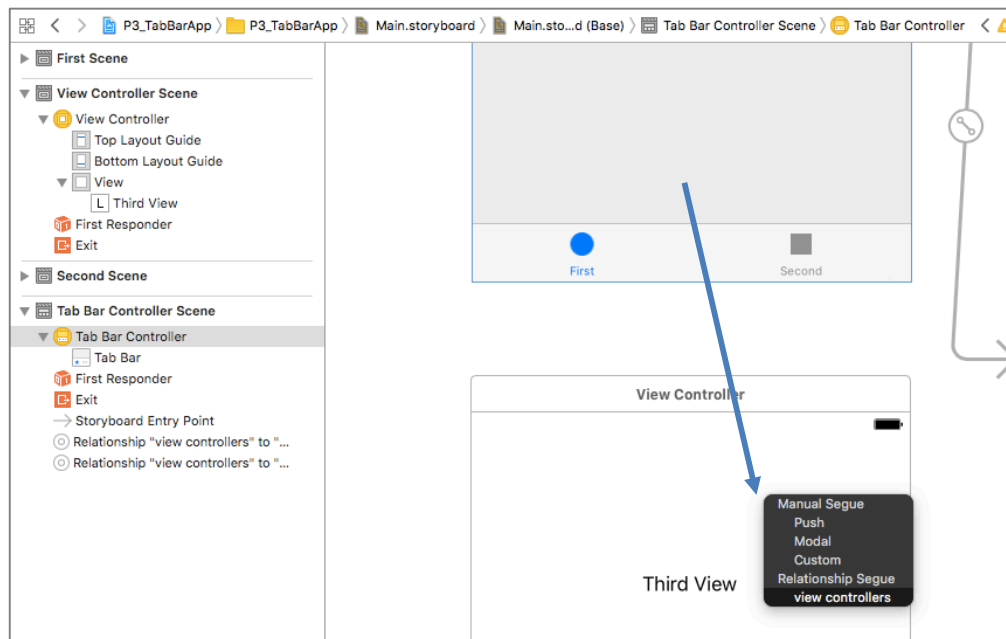 P3_TabBarApp P3_TabBarApp Main.storyboard Main.sto...d (Base) Tab Bar Controller Scene Tab Bar Controller
First Scene
View Controller Scene
View Controller
Top Layout Guide
Bottom Layout Guide
View
L Third View
First Responder
Exit
Second Scene
Tab Bar Controller Scene
Tab Bar Controller
Tab Bar
First Responder
Exit
Storyboard Entry Point
Relationship "view controllers" to "...
Relationship "view controllers" to "...
First
Second
View Controller
Third View
Manual Segue
Push
Modal
Custom
Relationship Segue
view controllers